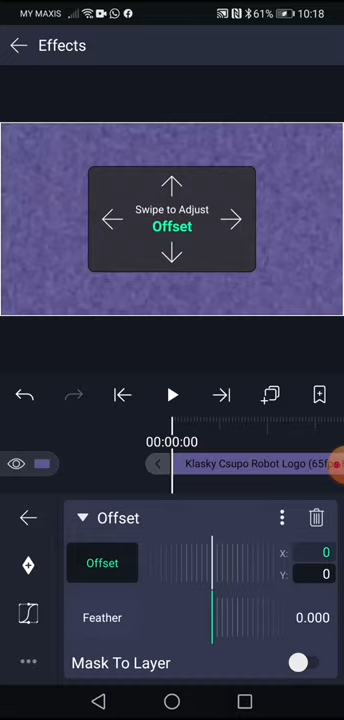 MY MAXIS
61%
10:18
Effects
Swipe to Adjust
Offset
00:00:00
Klasky Csupo Robot Logo (65f
Offset
Offset
X: 0
Y: 0
Feather
0.000
Mask To Layer